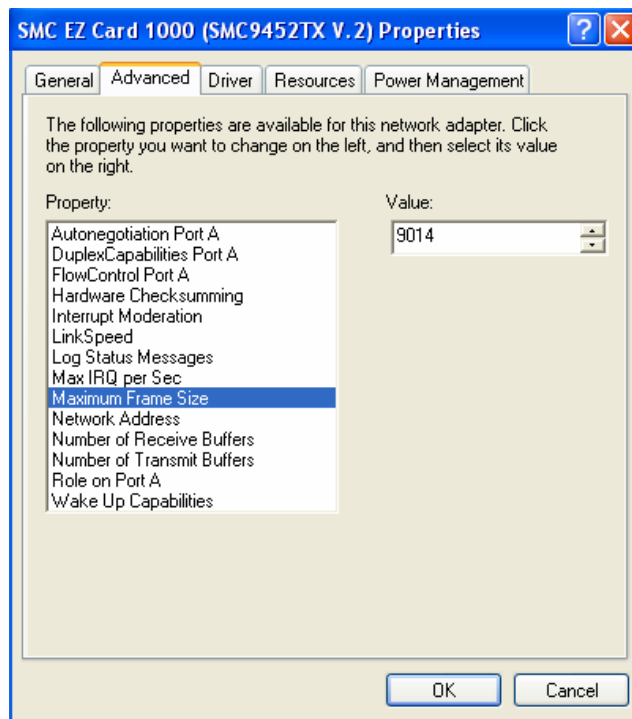 SMC EZ Card 1000 (SMC9452TX V.2) Properties
General Advanced Driver Resources Power Management
The following properties are available for this network adapter. Click
the property you want to change on the left, and then select its value
on the right.
Property: Value:
Autonegotiation Port A 9014
DuplexCapabilities Port A
FlowControl Port A
Hardware Checksumming
Interrupt Moderation
LinkSpeed
Log Status Messages
Max IRQ per Sec
Maximum Frame Size
Network Address
Number of Receive Buffers
Number of Transmit Buffers
Role on Port A
Wake Up Capabilities
OK Cancel